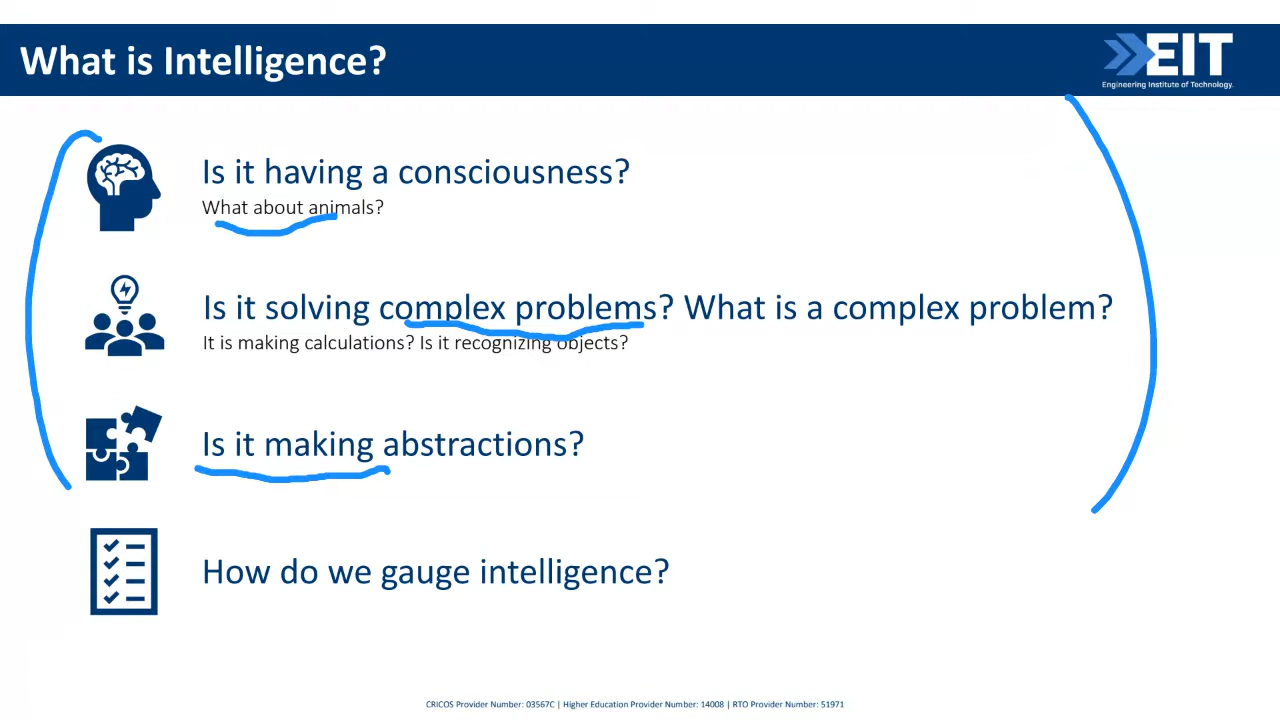 What is Intelligence?
EIT
Engineering Institute of Technology.
Is it having a consciousness?
What about animals?
Is it solving complex problems? What is a complex problem?
It is making calculations? Is it recognizing objects?
Is it making abstractions?
How do we gauge intelligence?
CRICOS Provider Number: 03567C | Higher Education Provider Number: 14008 | RTO Provider Number: 51971